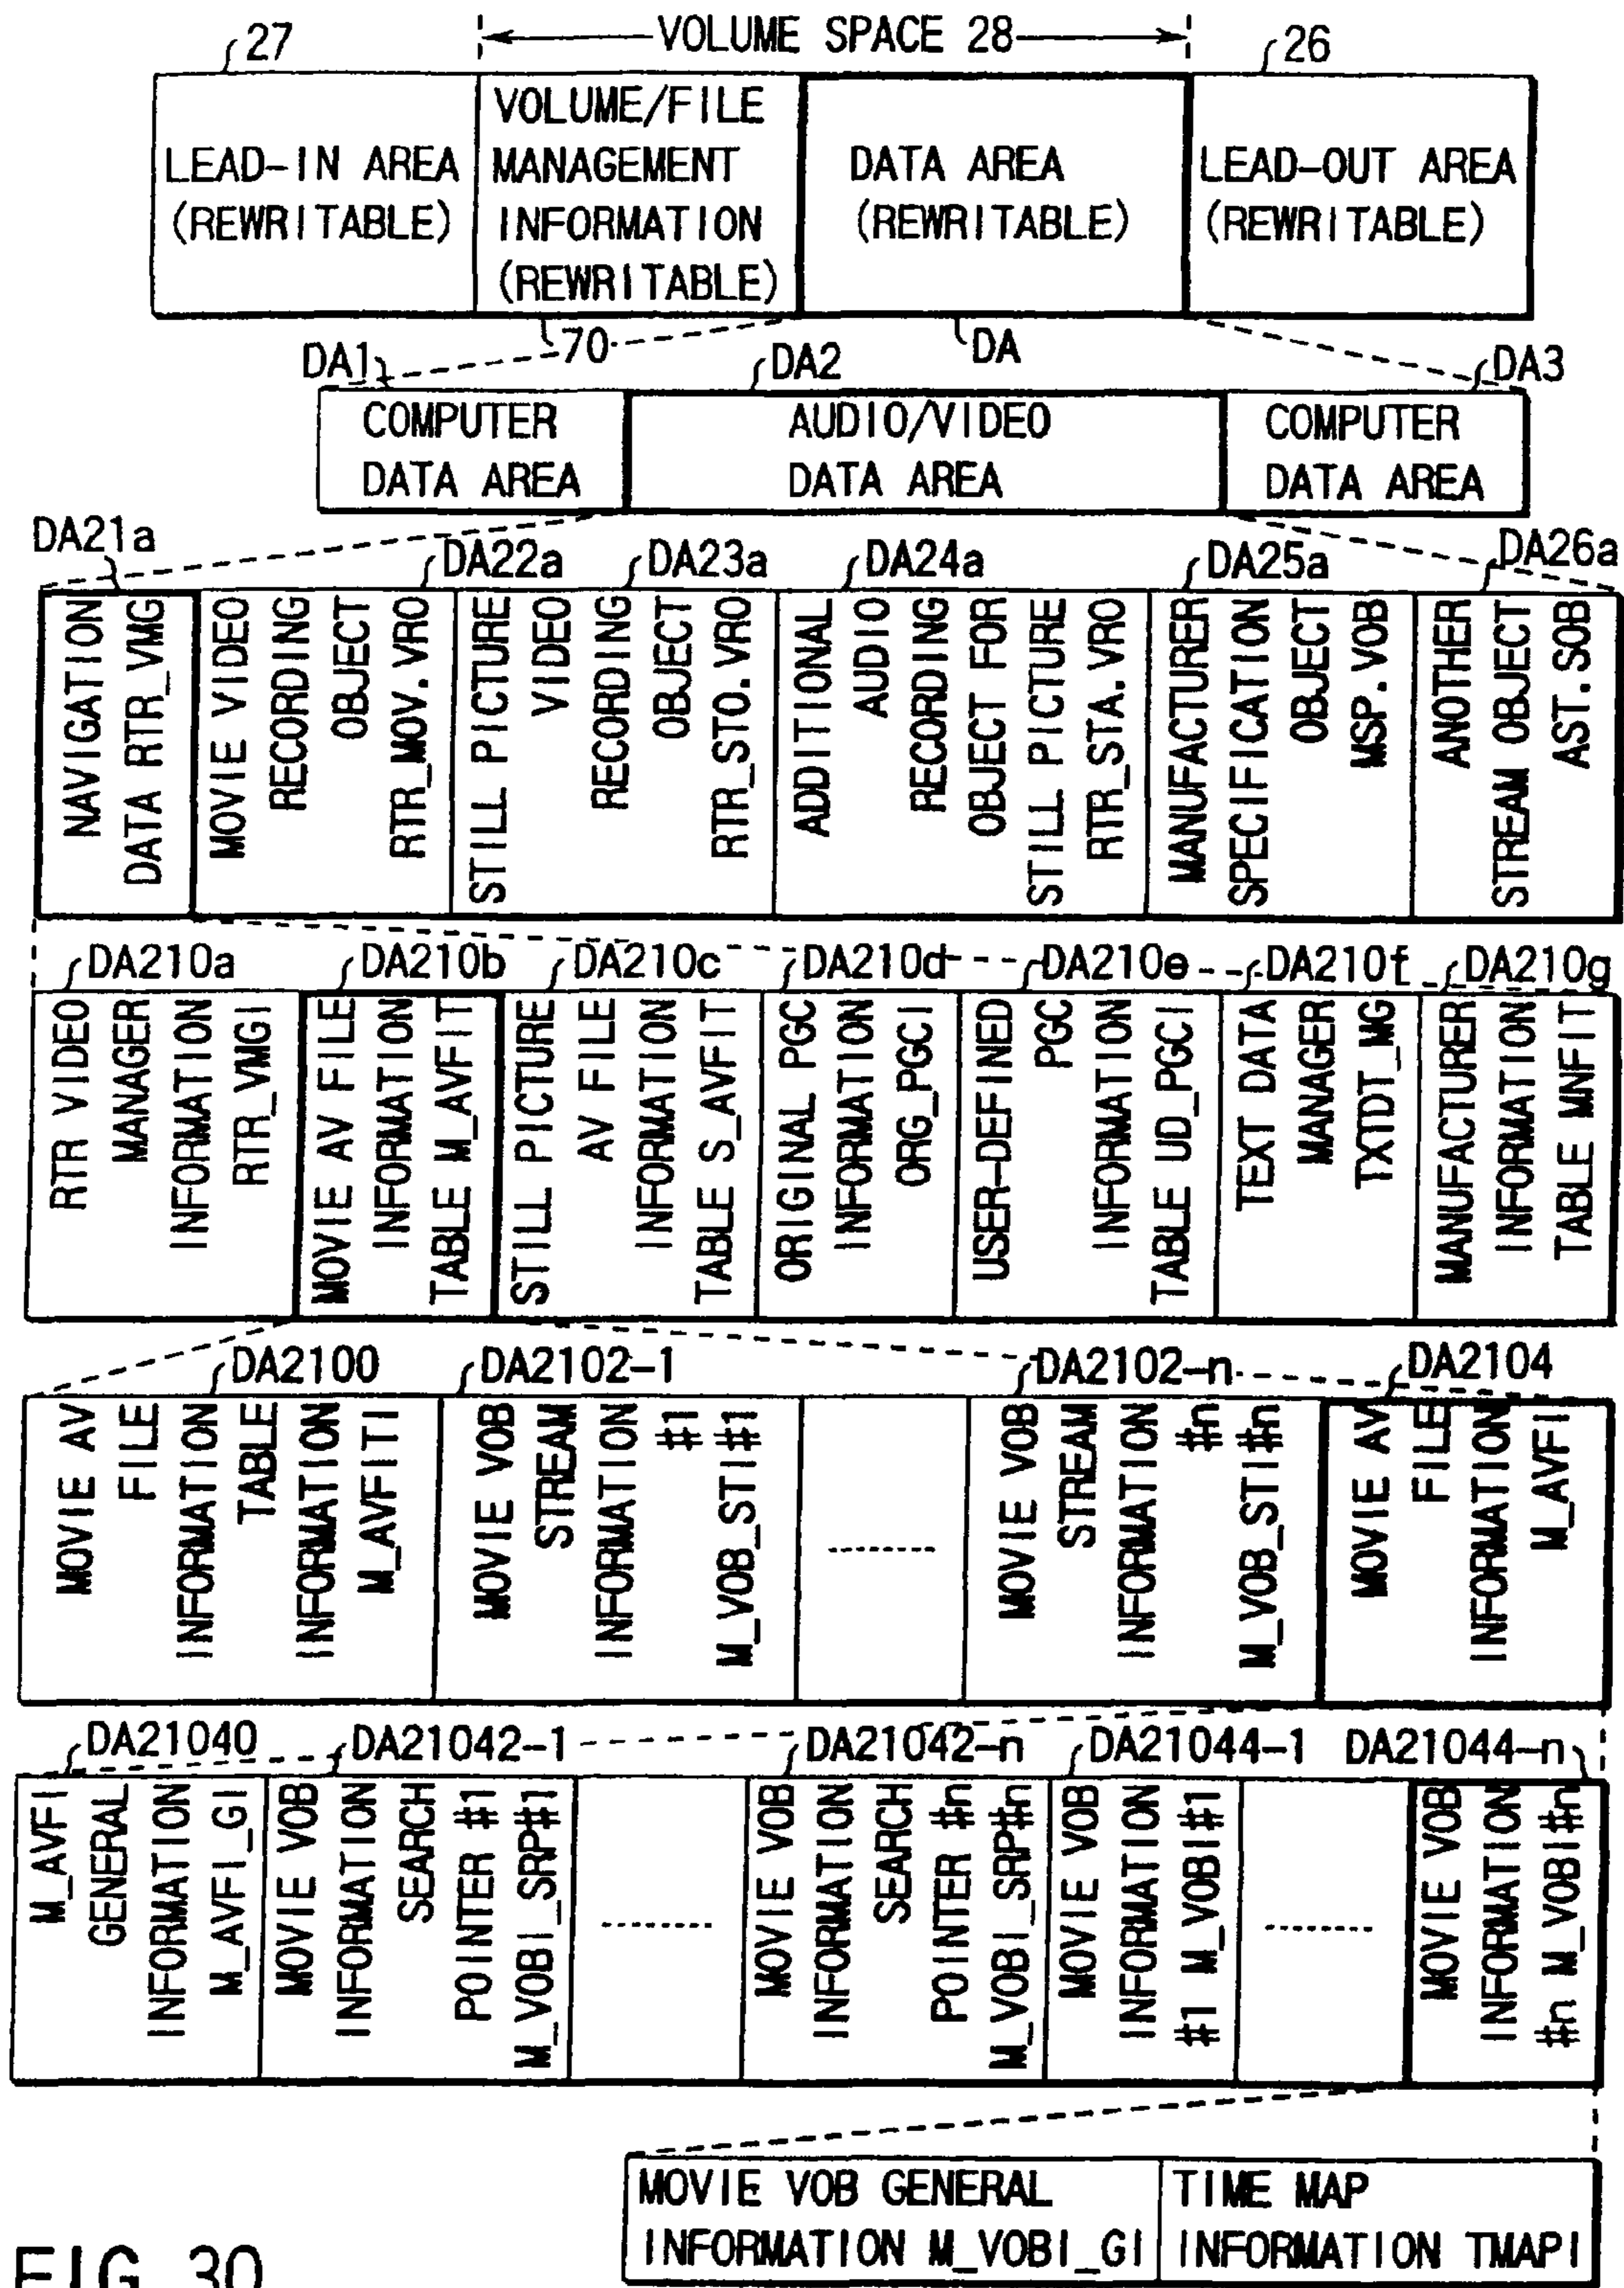 27
VOLUME SPACE 28
26
LEAD-IN AREA
(REWRITABLE)
VOLUME/FILE
MANAGEMENT
INFORMATION
(REWRITABLE)
DATA AREA
(REWRITABLE)
LEAD-OUT AREA
(REWRITABLE)
70
DA
DA1
DA2
DA3
COMPUTER
DATA AREA
AUDIO/VIDEO
DATA AREA
COMPUTER
DATA AREA
DA21a
DA22a
DA23a
DA24a
DA25a
DA26a
NAVIGATION
DATA RTR_VMG
MOVIE VIDEO
RECORDING
OBJECT
RTR_MOV.VRO
STILL PICTURE
VIDEO
RECORDING
OBJECT
RTR_STO.VRO
ADDITIONAL
AUDIO
RECORDING
OBJECT FOR
STILL PICTURE
RTR_STA.VRO
MANUFACTURER
SPECIFICATION
OBJECT
MSP.VOB
ANOTHER
STREAM OBJECT
AST.SOB
DA210a
DA210b
DA210c
DA210d
DA210e
DA210f
DA210g
RTR VIDEO
MANAGER
INFORMATION
RTR_VMGI
MOVIE AV FILE
INFORMATION
TABLE M_AVFIT
STILL PICTURE
AV FILE
INFORMATION
TABLE S_AVFIT
ORIGINAL PGC
INFORMATION
ORG_PGCI
USER-DEFINED
PGC
INFORMATION
TABLE UD_PGCI
TEXT DATA
MANAGER
TXTDT_MG
MANUFACTURER
INFORMATION
TABLE MNFIT
DA2100
DA2102-1
DA2102-n
DA2104
MOVIE AV
FILE
INFORMATION
TABLE
INFORMATION
M_AVFITI
MOVIE VOB
STREAM
INFORMATION
#1
M_VOB_STI#1
MOVIE VOB
STREAM
INFORMATION
#n
M_VOB_STI#n
MOVIE AV
FILE
INFORMATION
M_AVFI
DA21040
DA21042-1
DA21042-n
DA21044-1
DA21044-n
M_AVFI
GENERAL
INFORMATION
M_AVFI_GI
MOVIE VOB
INFORMATION
SEARCH
POINTER #1
M_VOBI_SRP#1
MOVIE VOB
INFORMATION
SEARCH
POINTER #n
M_VOBI_SRP#n
MOVIE VOB
INFORMATION
#1 M_VOBI#1
MOVIE VOB
INFORMATION
#n M_VOBI#n
MOVIE VOB GENERAL
INFORMATION M_VOBI_GI
TIME MAP
INFORMATION TMAPI
FIG. 30